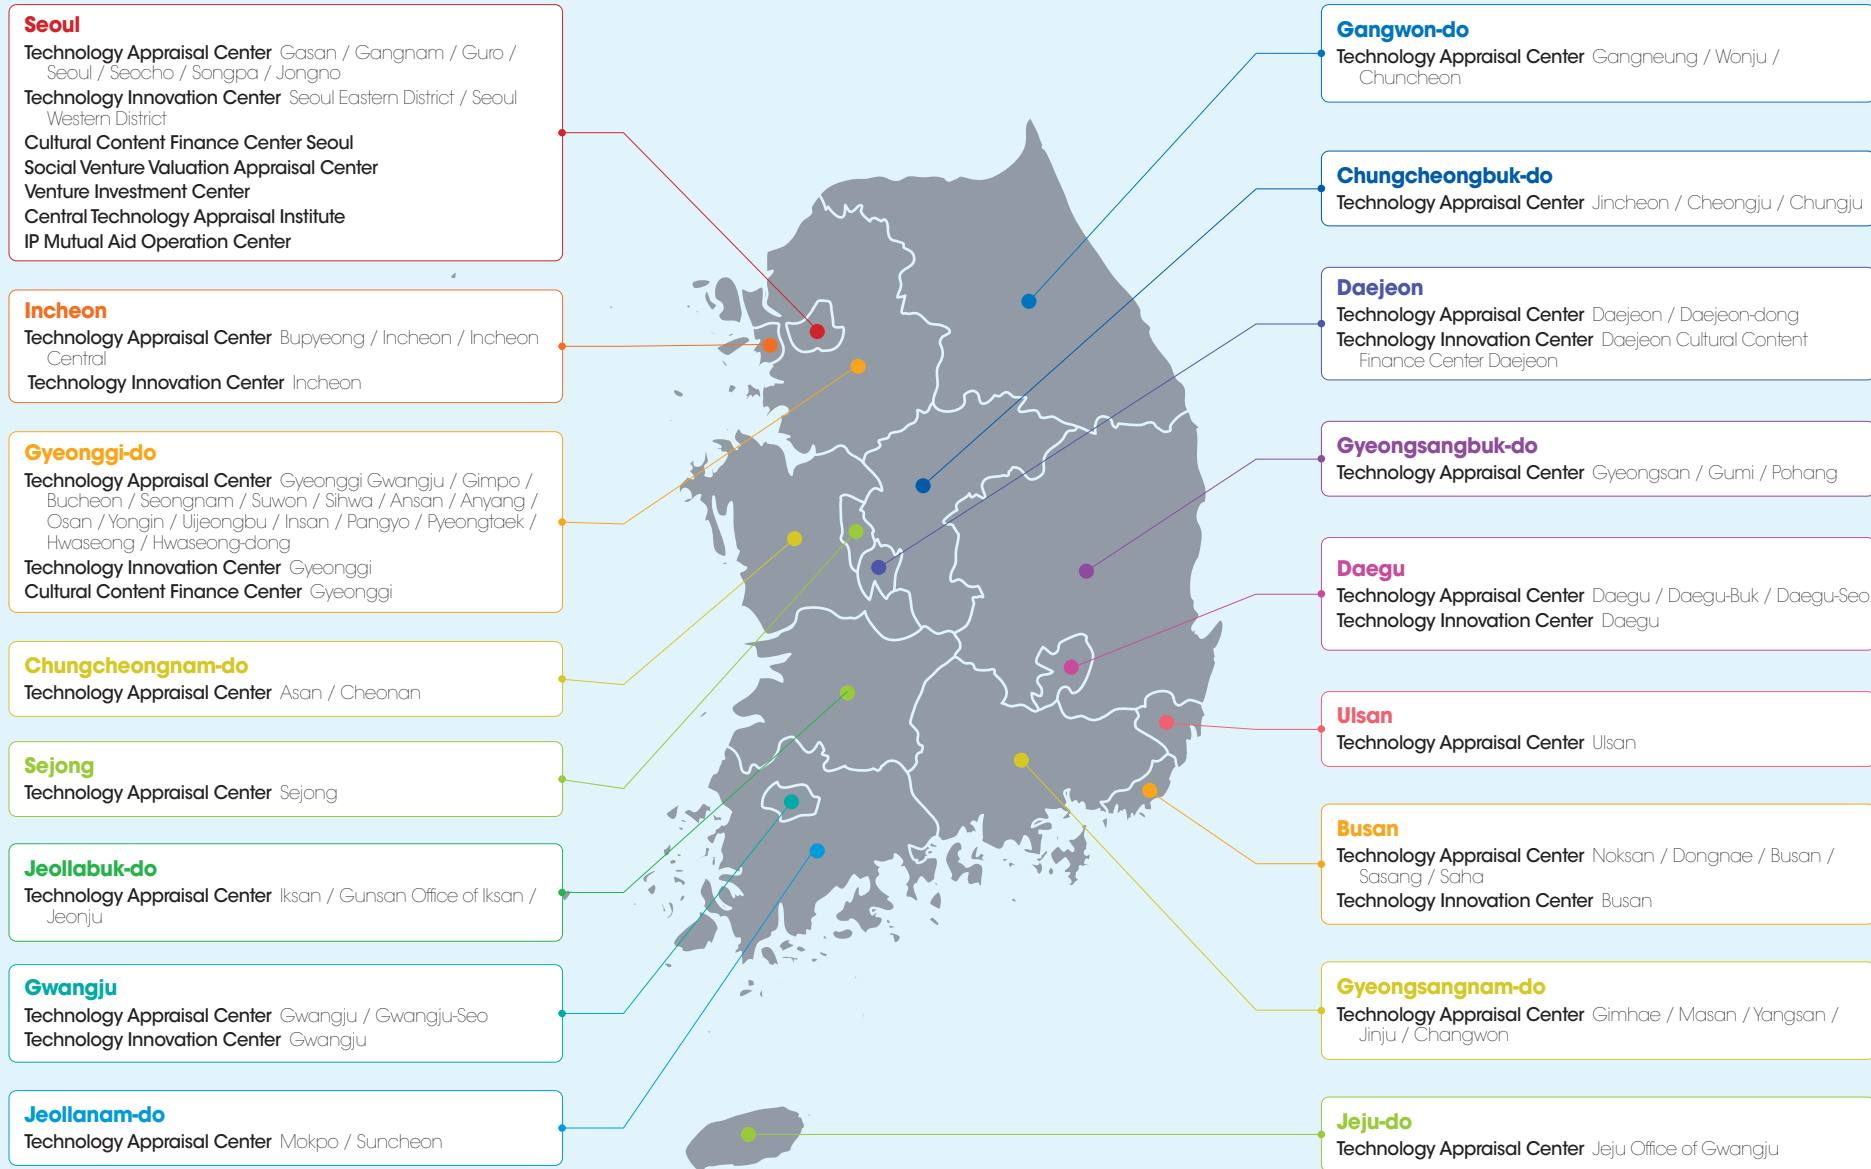 Seoul
Technology Appraisal Center Gasan / Gangnam / Guro /
Seoul / Seocho / Songpa / Jongno
Technology Innovation Center Seoul Eastern District / Seoul
Western District
Cultural Content Finance Center Seoul
Social Venture Valuation Appraisal Center
Venture Investment Center
Central Technology Appraisal Institute
IP Mutual Aid Operation Center
Incheon
Technology Appraisal Center Bupyeong / Incheon / Incheon
Central
Technology Innovation Center Incheon
Gyeonggi-do
Technology Appraisal Center Gyeonggi Gwangju / Gimpo /
Bucheon / Seongnam / Suwon / Sihwa / Ansan / Anyang /
Osan / Yongin / Uijeongbu / Insan / Pangyo / Pyeongtaek /
Hwaseong / Hwaseong-dong
Technology Innovation Center Gyeonggi
Cultural Content Finance Center Gyeonggi
Chungcheongnam-do
Technology Appraisal Center Asan / Cheonan
Sejong
Technology Appraisal Center Sejong
Jeollabuk-do
Technology Appraisal Center Iksan / Gunsan Office of Iksan /
Jeonju
Gwangju
Technology Appraisal Center Gwangju / Gwangju-Seo
Technology Innovation Center Gwangju
Jeollanam-do
Technology Appraisal Center Mokpo / Suncheon
Gangwon-do
Technology Appraisal Center Gangneung / Wonju /
Chuncheon
Chungcheongbuk-do
Technology Appraisal Center Jincheon / Cheongju / Chungju
Daejeon
Technology Appraisal Center Daejeon / Daejeon-dong
Technology Innovation Center Daejeon Cultural Content
Finance Center Daejeon
Gyeongsangbuk-do
Technology Appraisal Center Gyeongsan / Gumi / Pohang
Daegu
Technology Appraisal Center Daegu / Daegu-Buk / Daegu-Seo
Technology Innovation Center Daegu
Ulsan
Technology Appraisal Center Ulsan
Busan
Technology Appraisal Center Noksan / Dongnae / Busan /
Sasang / Saha
Technology Innovation Center Busan
Gyeongsangnam-do
Technology Appraisal Center Gimhae / Masan / Yangsan /
Jinju / Changwon
Jeju-do
Technology Appraisal Center Jeju Office of Gwangju